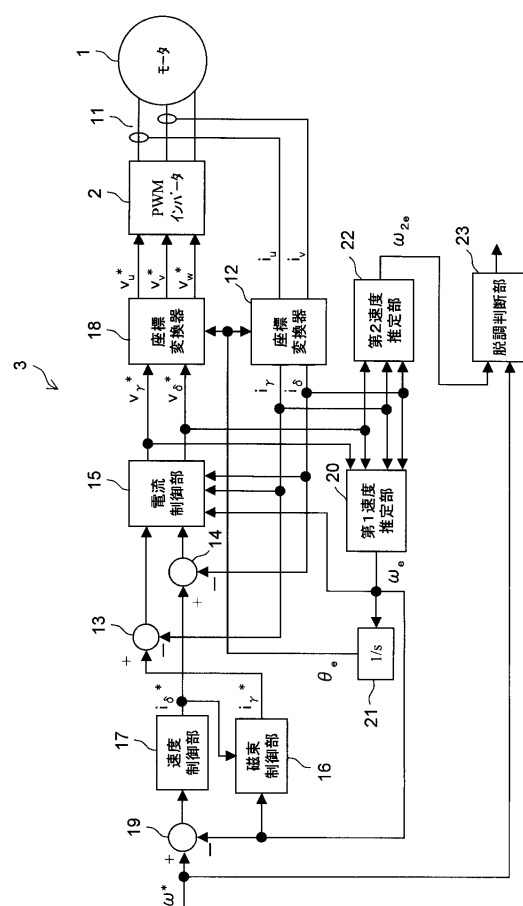 3
1
モータ
11
2
PWM
インバータ
v_u*
v_v*
v_w*
i_u
i_v
18
座標
変換器
12
座標
変換器
v_γ*
v_δ*
i_γ
i_δ
22
第2速度
推定部
ω_2e
23
脱調判断部
15
電流
制御部
20
第1速度
推定部
ω_e
14
+
−
13
+
−
θ_e
1/s
21
i_δ*
i_γ*
17
速度
制御部
磁束
制御部
16
19
+
−
ω*